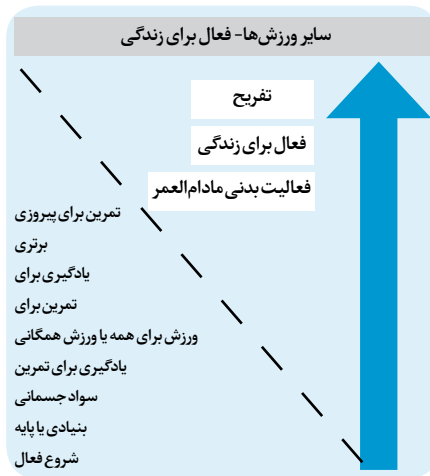 سایر ورزش‌ها- فعال برای زندگی
تفریح
فعال برای زندگی
فعالیت بدنی مادام‌العمر
تمرین برای پیروزی
برتری
یادگیری برای
تمرین برای
ورزش برای همه یا ورزش همگانی
یادگیری برای تمرین
سواد جسمانی
بنیادی یا پایه
شروع فعال